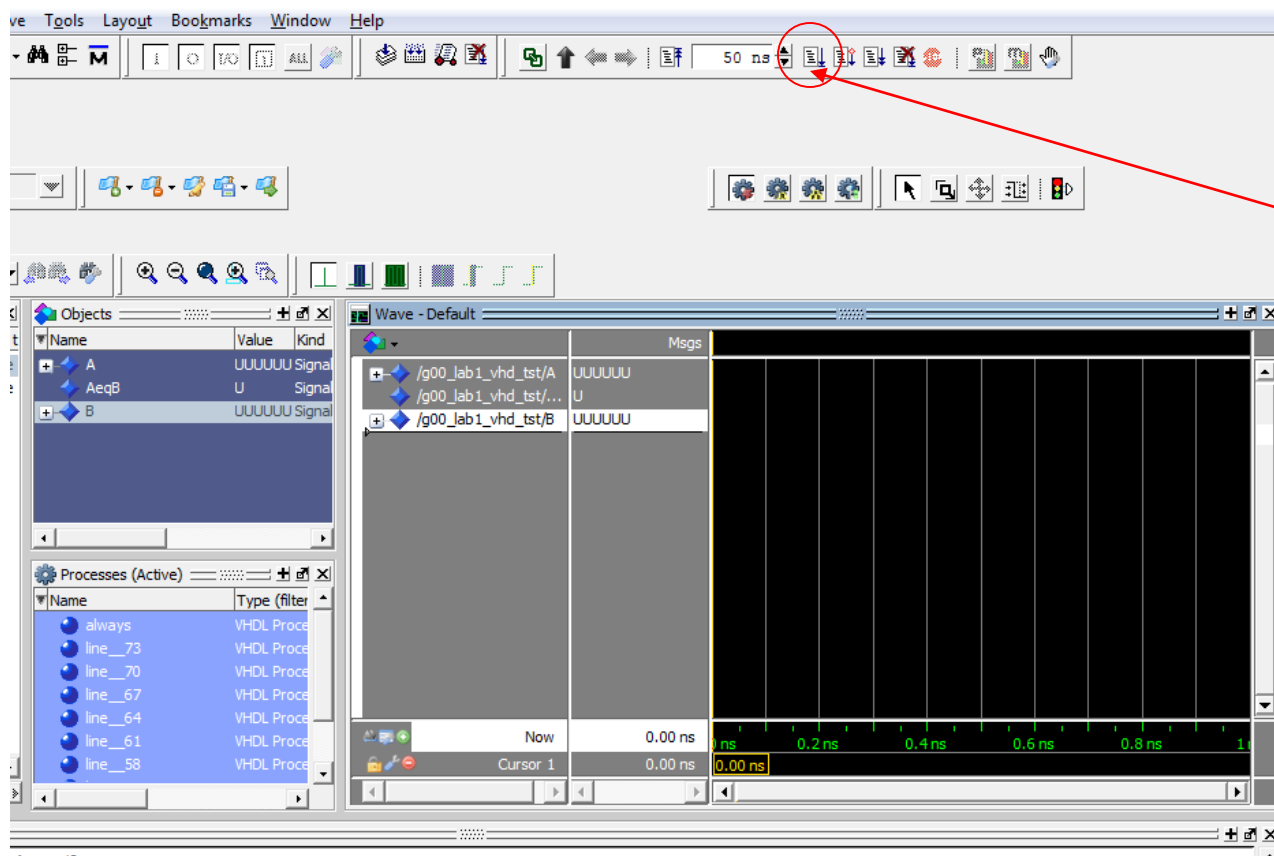 ve Tools Layout Bookmarks Window Help
ALL
50 ns
Objects
Name Value Kind
A UUUUUU Signal
AeqB U Signal
B UUUUUU Signal
Wave - Default
Msgs
/g00_lab1_vhd_tst/A UUUUUU
/g00_lab1_vhd_tst/... U
/g00_lab1_vhd_tst/B UUUUUU
Processes (Active)
Name Type (filter
always VHDL Proce
line__73 VHDL Proce
line__70 VHDL Proce
line__67 VHDL Proce
line__64 VHDL Proce
line__61 VHDL Proce
line__58 VHDL Proce
Now 0.00 ns
ns 0.2 ns 0.4 ns 0.6 ns 0.8 ns 1
Cursor 1 0.00 ns 0.00 ns